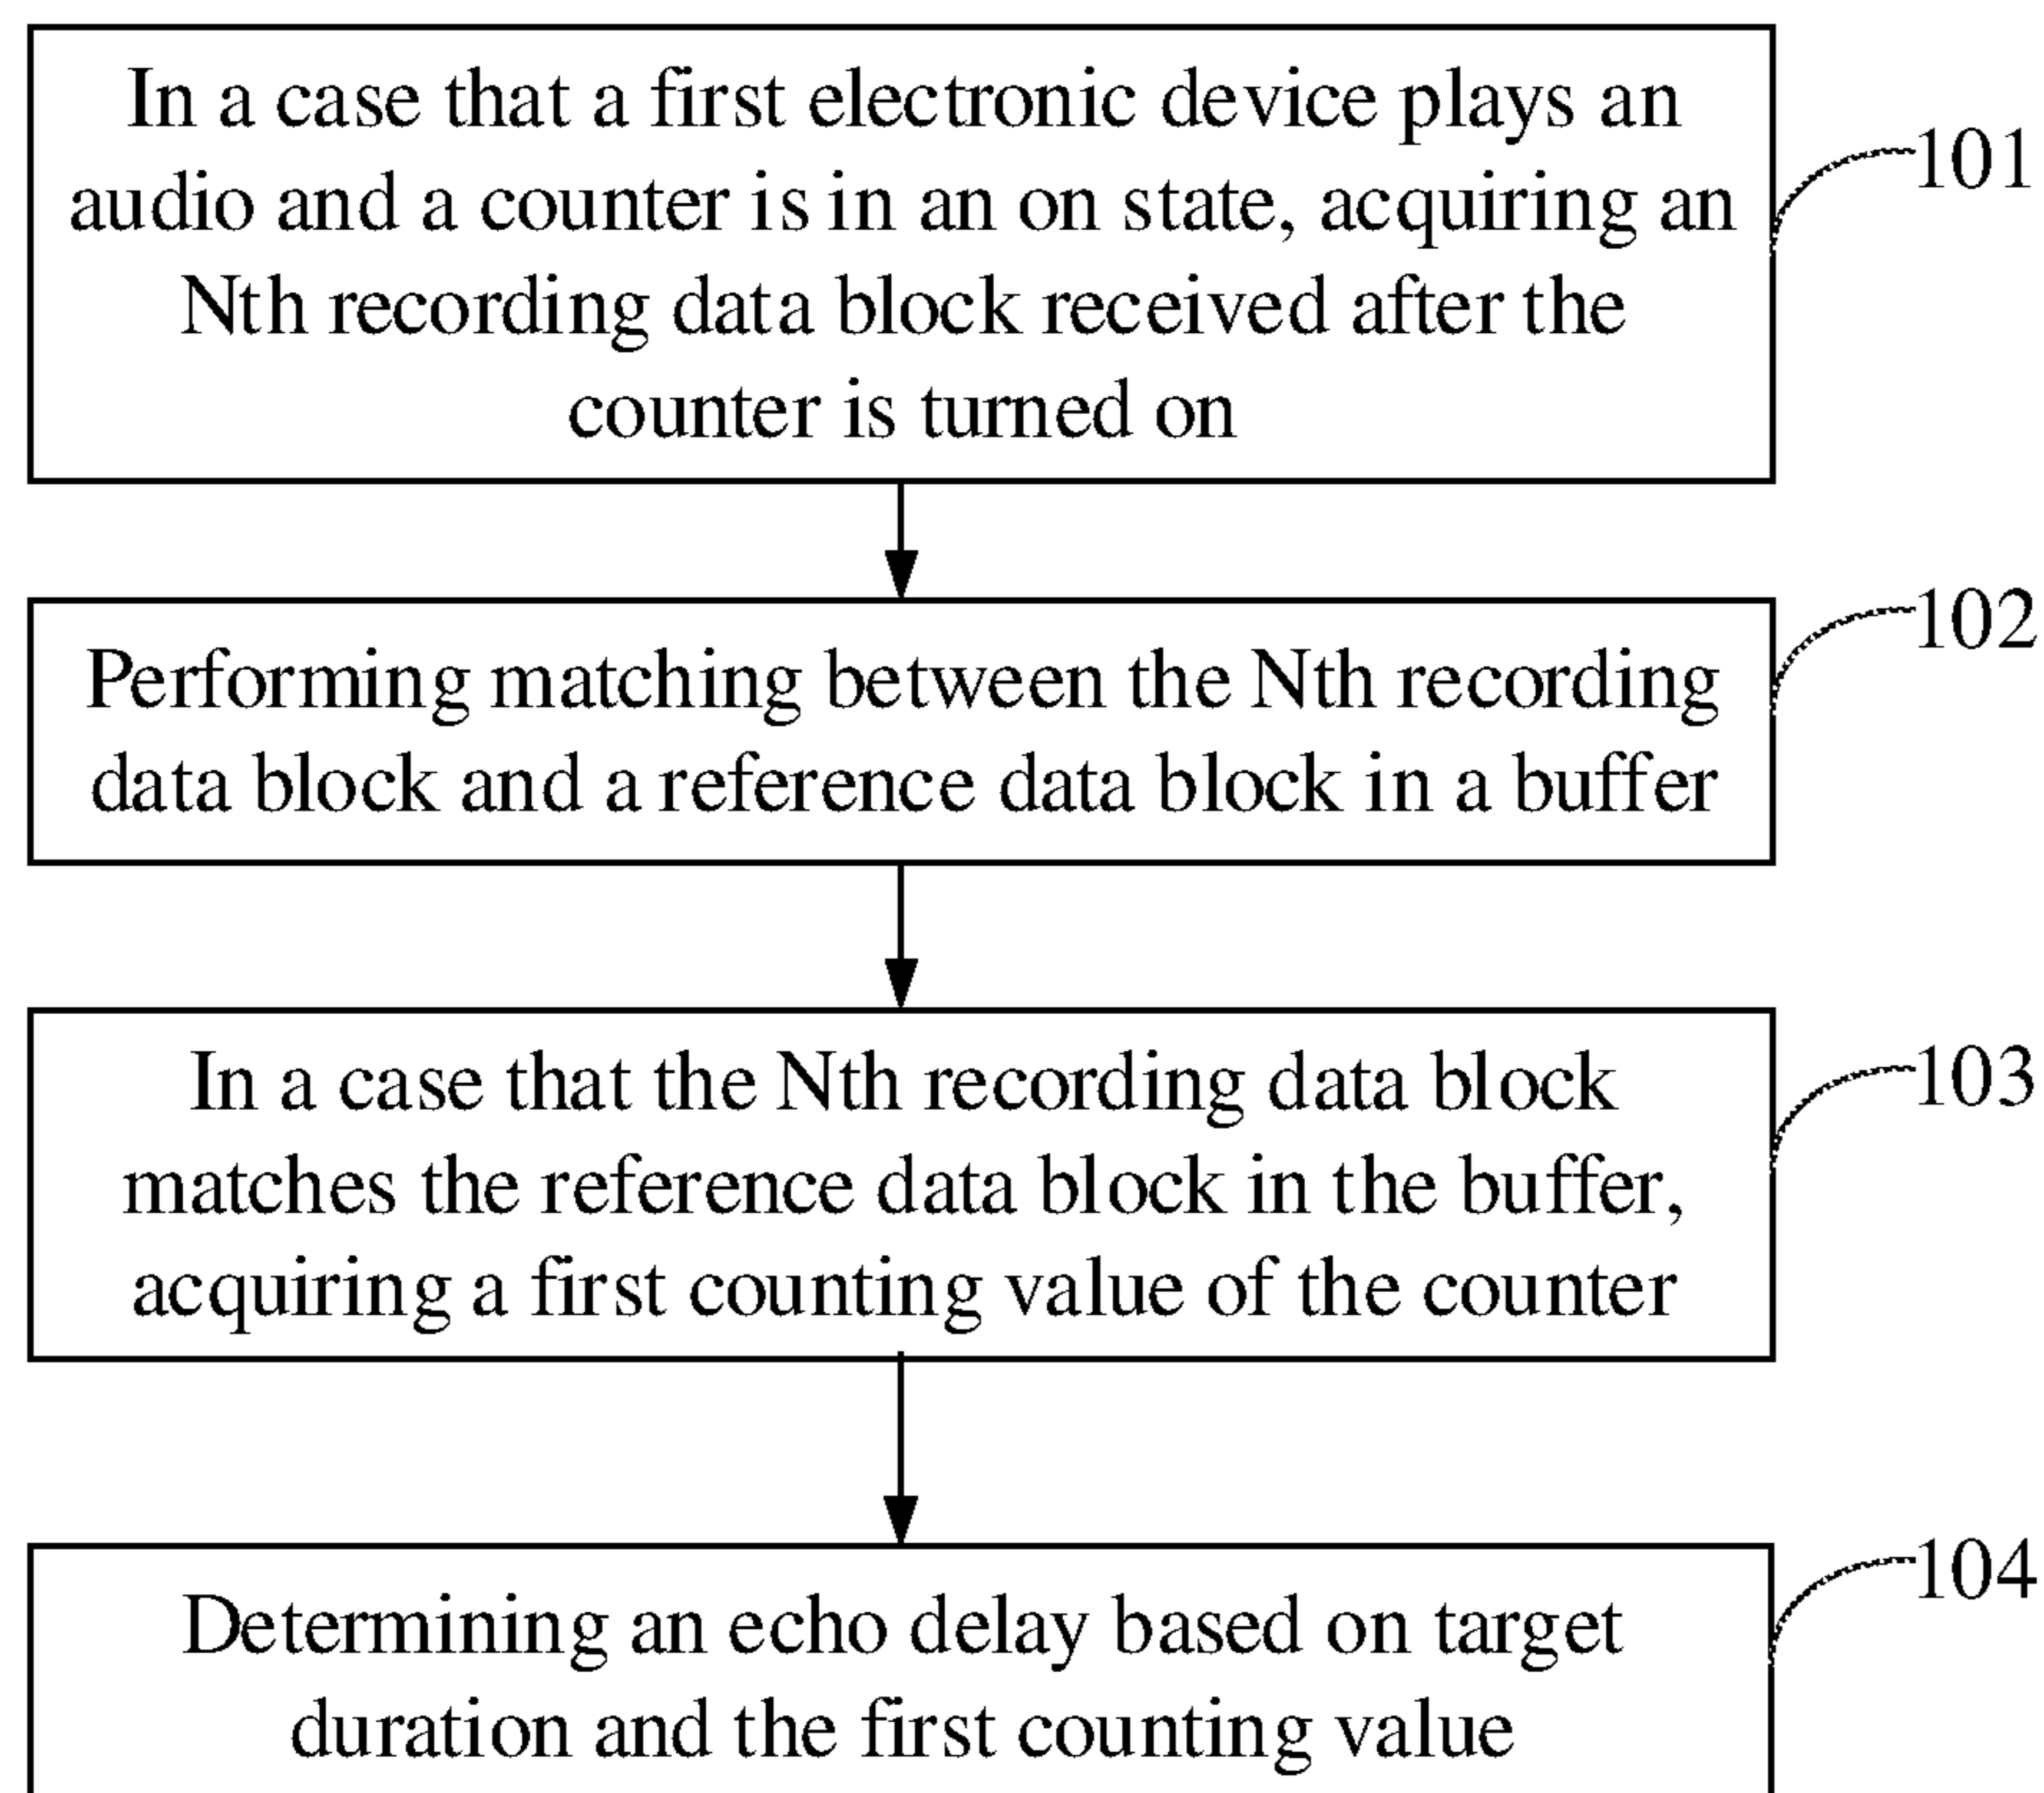 In a case that a first electronic device plays an
audio and a counter is in an on state, acquiring an
Nth recording data block received after the
counter is turned on
101
Performing matching between the Nth recording
data block and a reference data block in a buffer
102
In a case that the Nth recording data block
matches the reference data block in the buffer,
acquiring a first counting value of the counter
103
Determining an echo delay based on target
duration and the first counting value
104